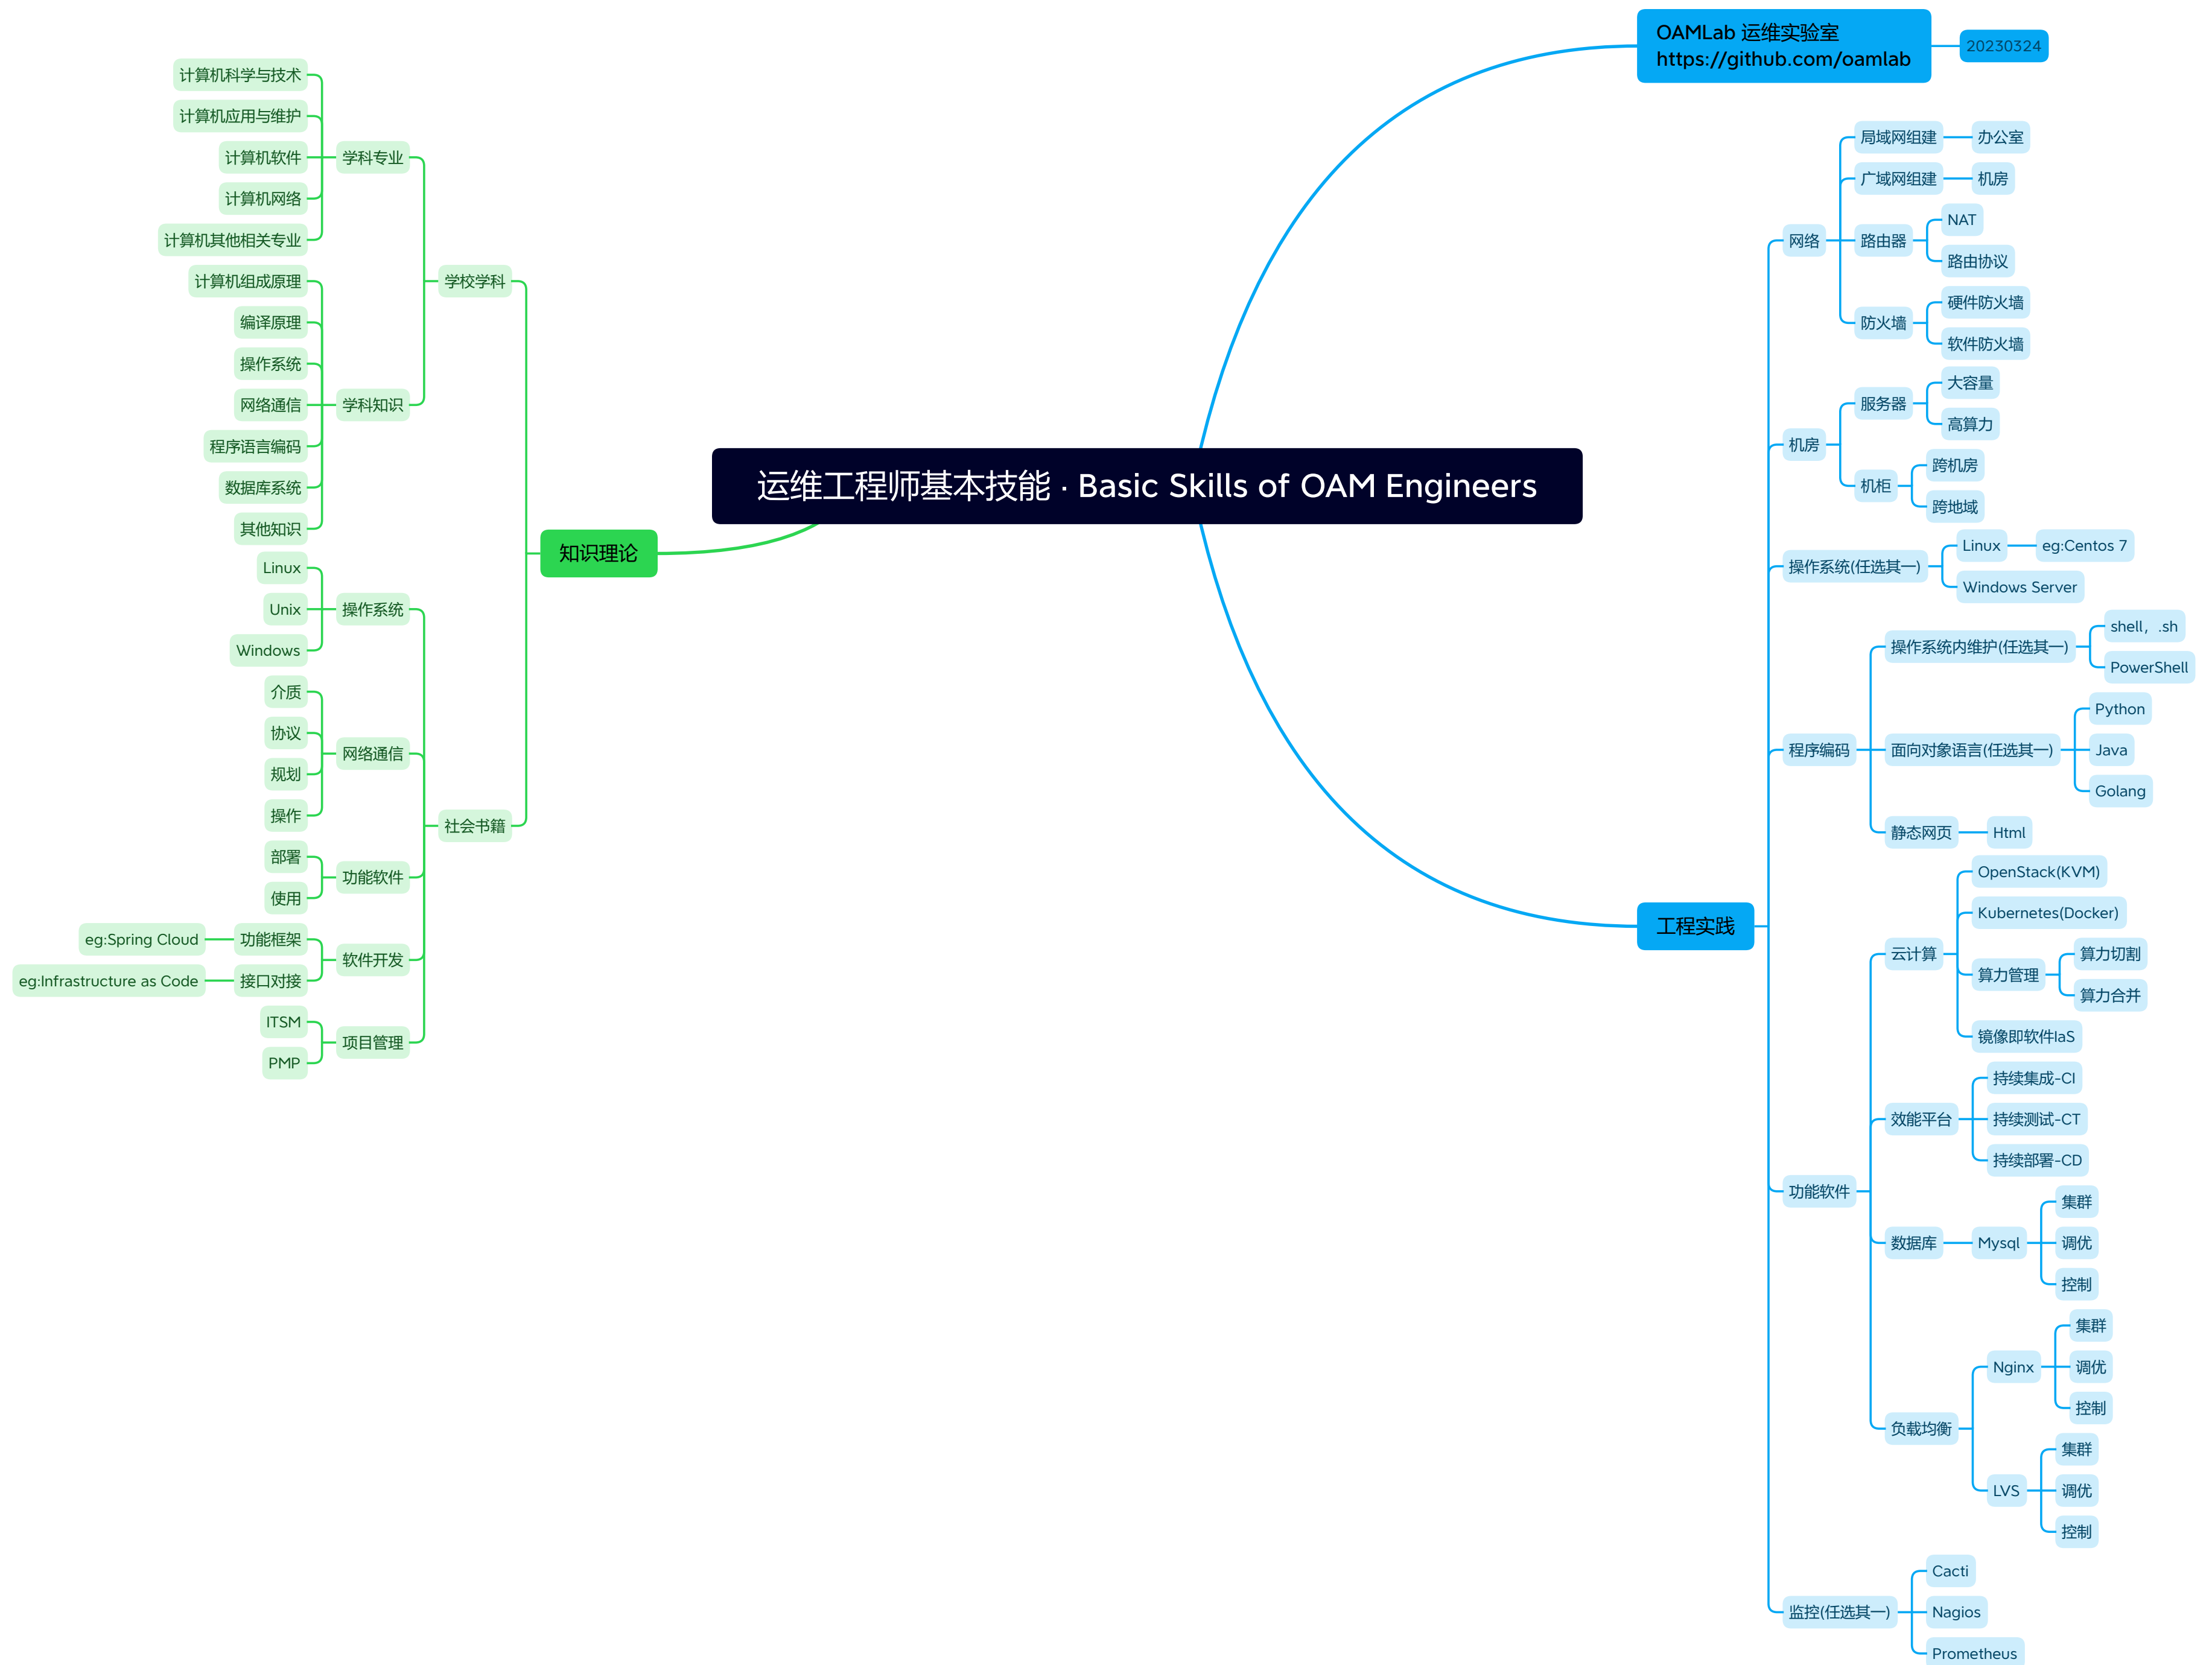 运维工程师基本技能 · Basic Skills of OAM Engineers
OAMLab 运维实验室
https://github.com/oamlab
20230324
知识理论
学校学科
学科专业
计算机科学与技术
计算机应用与维护
计算机软件
计算机网络
计算机其他相关专业
学科知识
计算机组成原理
编译原理
操作系统
网络通信
程序语言编码
数据库系统
其他知识
社会书籍
操作系统
Linux
Unix
Windows
网络通信
介质
协议
规划
操作
功能软件
部署
使用
软件开发
功能框架
eg:Spring Cloud
接口对接
eg:Infrastructure as Code
项目管理
ITSM
PMP
工程实践
网络
局域网组建
办公室
广域网组建
机房
路由器
NAT
路由协议
防火墙
硬件防火墙
软件防火墙
机房
服务器
大容量
高算力
机柜
跨机房
跨地域
操作系统(任选其一)
Linux
eg:Centos 7
Windows Server
程序编码
操作系统内维护(任选其一)
shell，.sh
PowerShell
面向对象语言(任选其一)
Python
Java
Golang
静态网页
Html
功能软件
云计算
OpenStack(KVM)
Kubernetes(Docker)
算力管理
算力切割
算力合并
镜像即软件IaS
效能平台
持续集成-CI
持续测试-CT
持续部署-CD
数据库
Mysql
集群
调优
控制
负载均衡
Nginx
集群
调优
控制
LVS
集群
调优
控制
监控(任选其一)
Cacti
Nagios
Prometheus